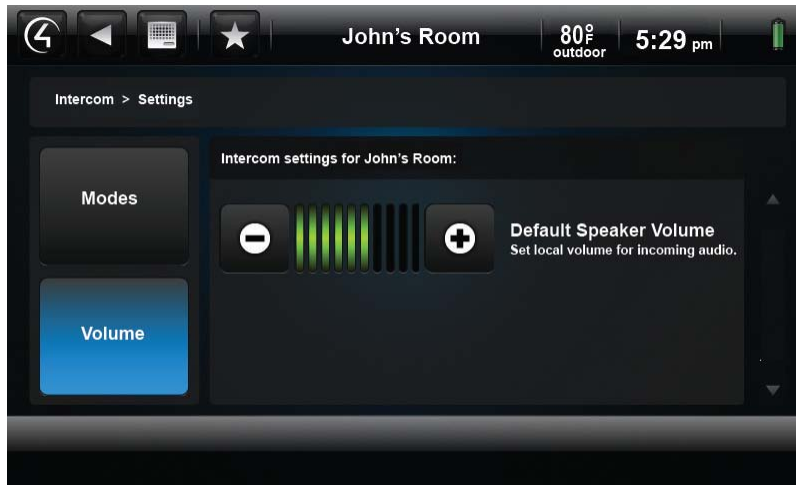 John's Room
80°F
outdoor
5:29 pm
Intercom > Settings
Modes
Volume
Intercom settings for John's Room:
Default Speaker Volume
Set local volume for incoming audio.